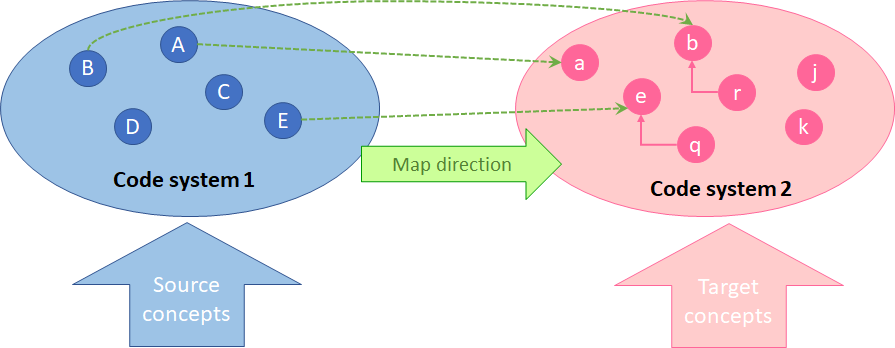 A
B
C
D
E
Code system 1
Map direction
a
b
j
e
r
k
q
Code system 2
Source
concepts
Target
concepts